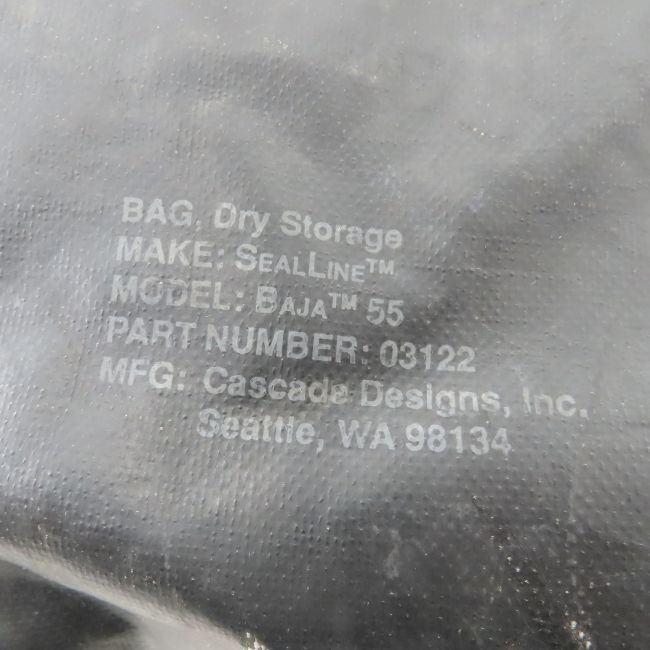 BAG, Dry Storage
MAKE: SEALLINE™
MODEL: BAJA™ 55
PART NUMBER: 03122
MFG: Cascade Designs, Inc.
Seattle, WA 98134